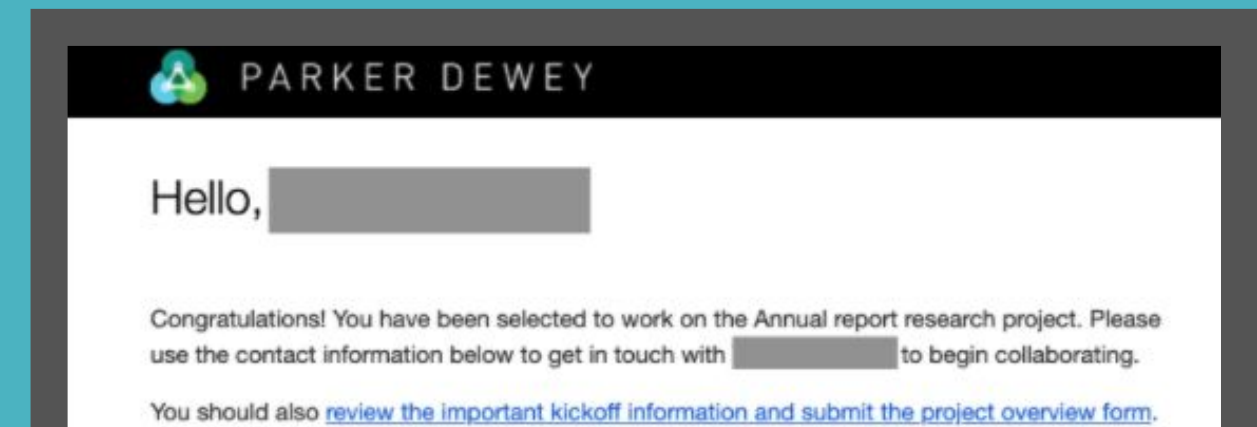 PARKER DEWEY
Hello,
Congratulations! You have been selected to work on the Annual report research project. Please
use the contact information below to get in touch with to begin collaborating.
You should also review the important kickoff information and submit the project overview form.